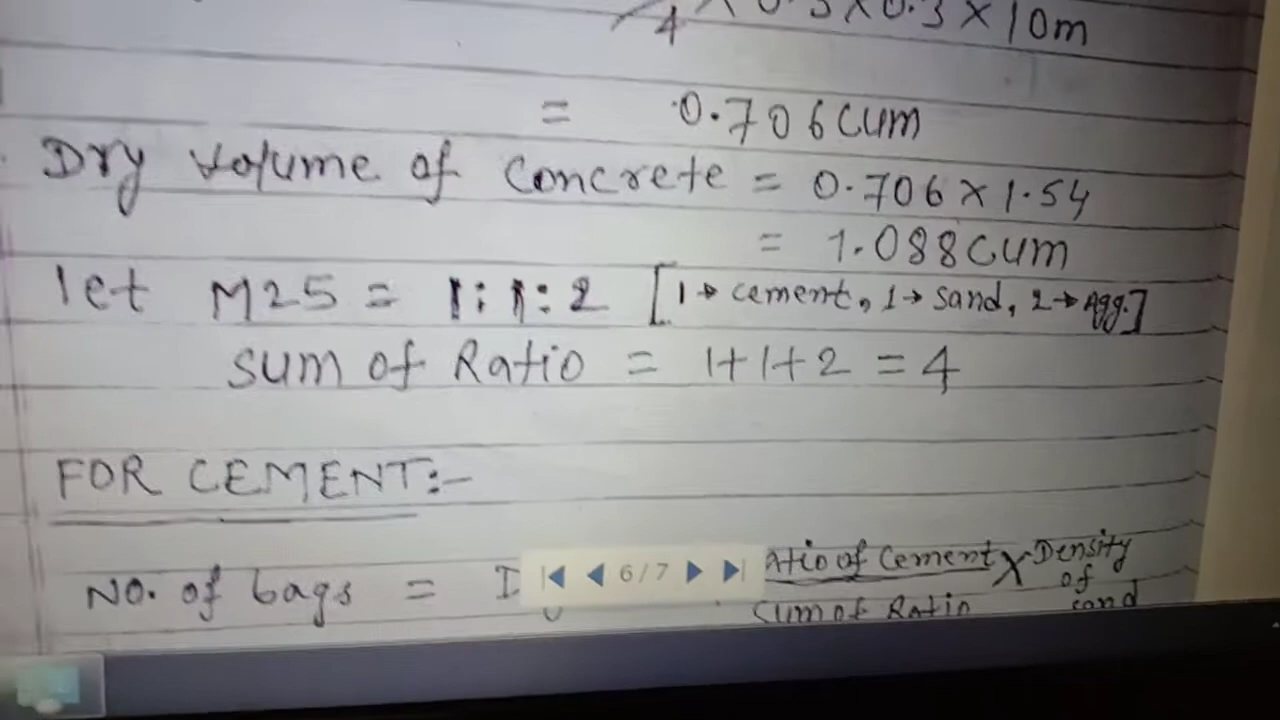 4 × 0.3 × 0.3 × 10m
= 0.706 cum
Dry volume of concrete = 0.706 × 1.54
= 1.088 cum
let M25 = 1:1:2 [1→ cement, 1→ sand, 2→ Agg.]
sum of Ratio = 1+1+2 = 4
FOR CEMENT:-
NO. of bags = atio of Cement × Density of sand
sum of Ratio
6/7